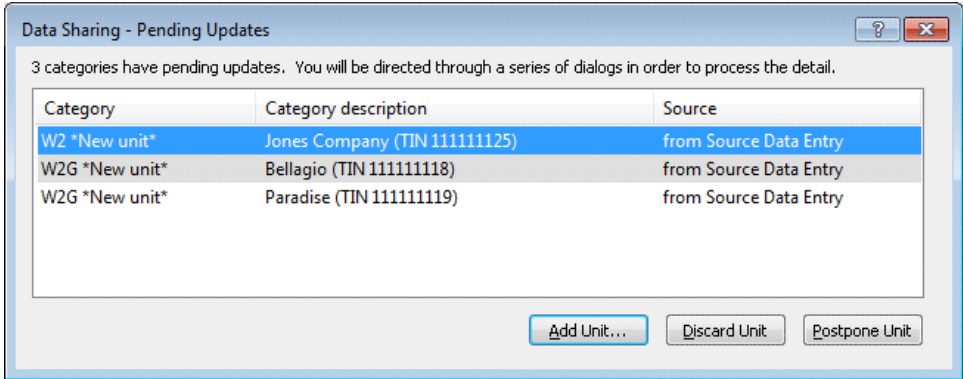 Data Sharing - Pending Updates
3 categories have pending updates. You will be directed through a series of dialogs in order to process the detail.
Category Category description Source
W2 *New unit* Jones Company (TIN 111111125) from Source Data Entry
W2G *New unit* Bellagio (TIN 111111118) from Source Data Entry
W2G *New unit* Paradise (TIN 111111119) from Source Data Entry
Add Unit... Discard Unit Postpone Unit